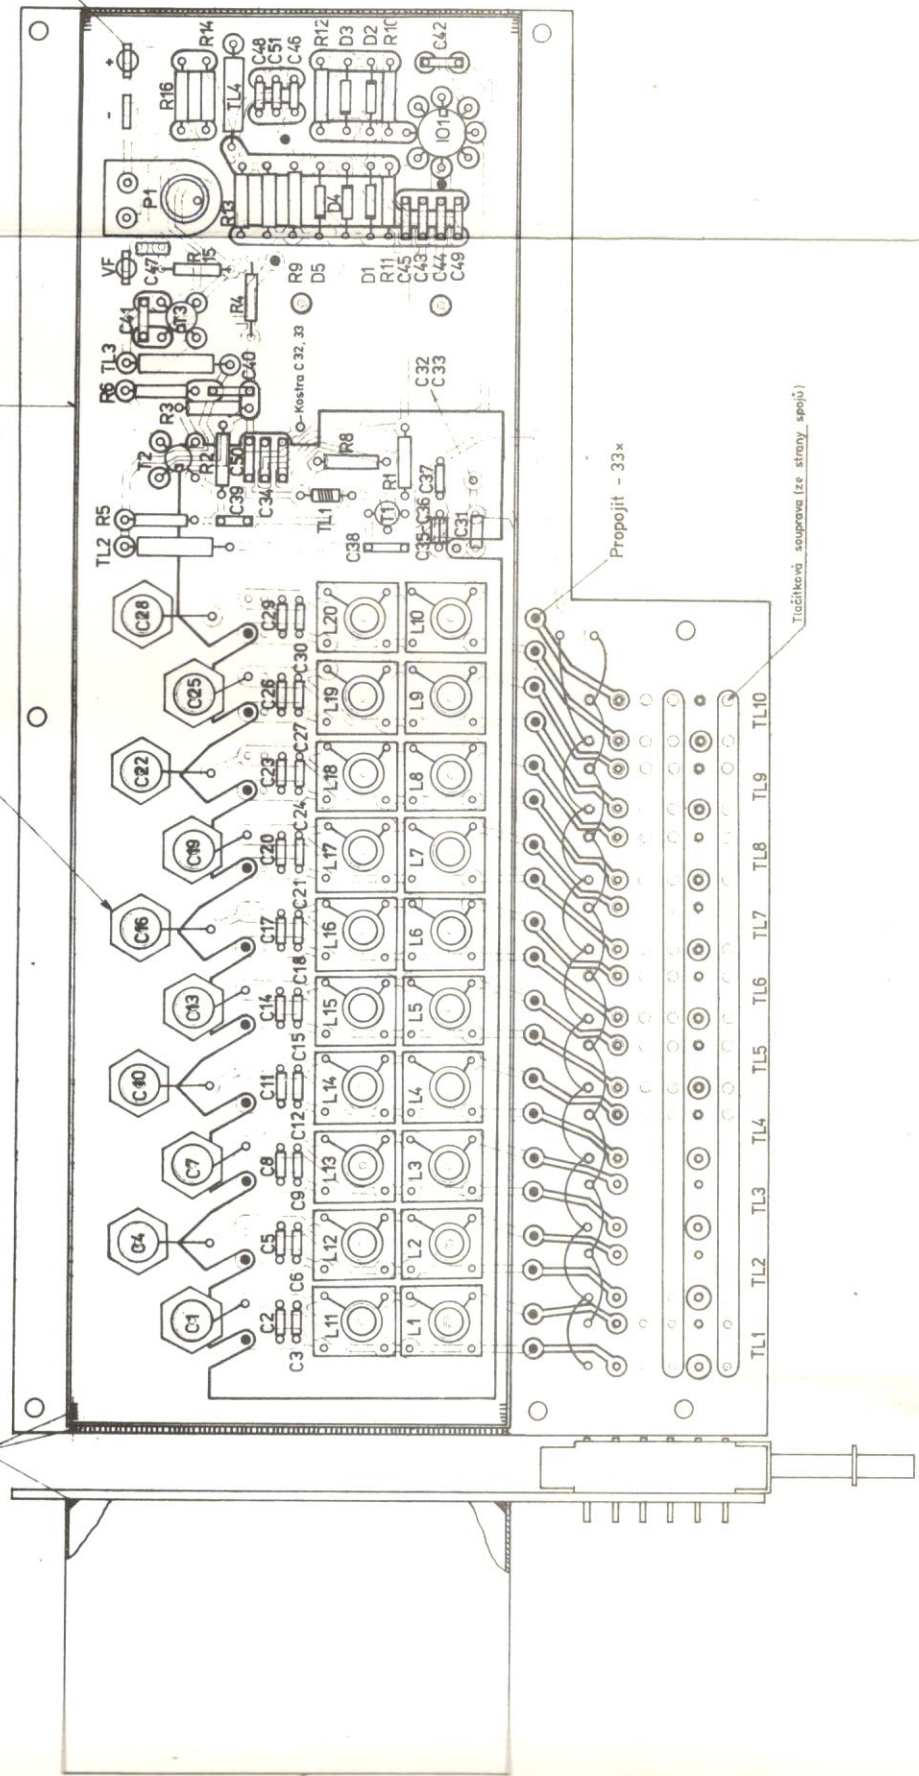 R14
+
-
R16
TL4
C48
C51
C46
R12
D3
D2
R10
C42
IO1
P1
R13
D4
VF
C47
R
15
C41
T3
R4
R9
D5
D1
R11
C45
C43
C44
C49
TL3
R6
R3
C40
Kostra C 32, 33
C32
C33
T2
R2
C50
C39
C34
R8
R1
TL1
T1
C37
C36
C35
C31
C38
R5
TL2
C28
C25
C22
C19
C16
C13
C10
C7
C4
C1
C29
C30
C26
C27
C23
C24
C20
C21
C17
C18
C14
C15
C11
C12
C8
C9
C5
C6
C2
C3
L20
L19
L18
L17
L16
L15
L14
L13
L12
L11
L10
L9
L8
L7
L6
L5
L4
L3
L2
L1
Propojit - 33x
Tlačítková souprava (ze strany spojů)
TL10
TL9
TL8
TL7
TL6
TL5
TL4
TL3
TL2
TL1